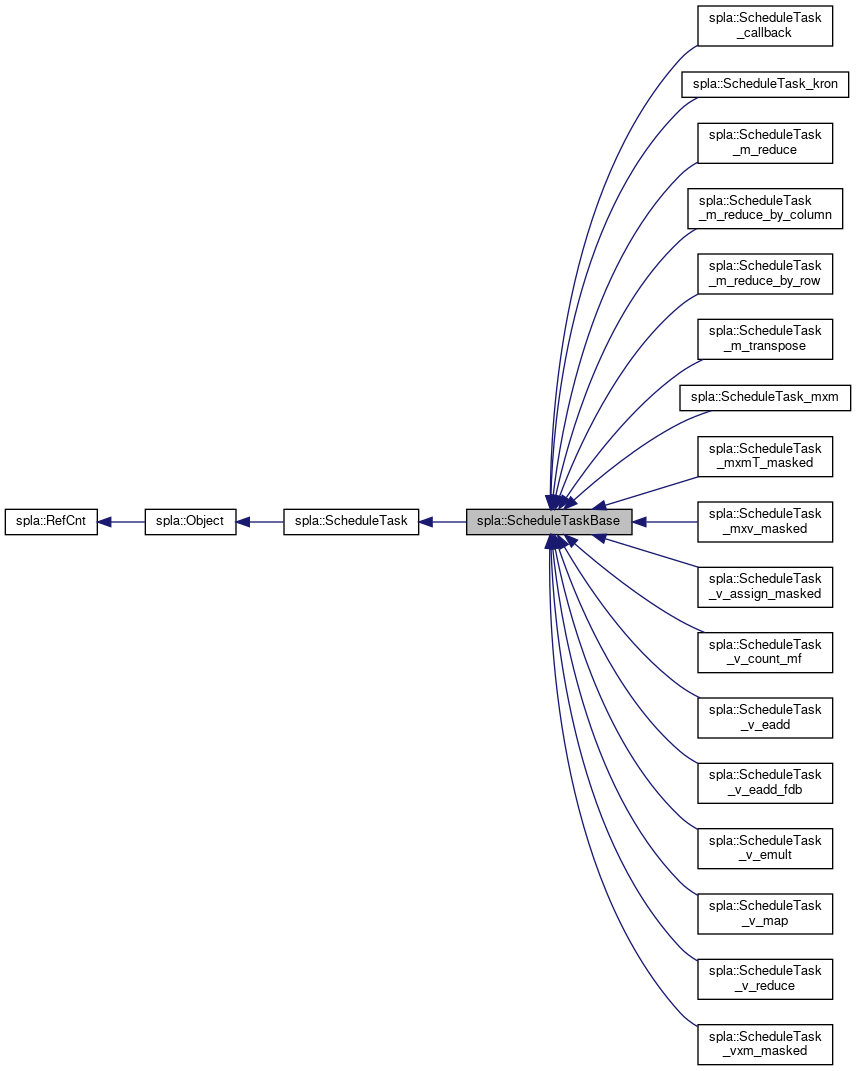 spla::ScheduleTask
_callback
spla::ScheduleTask_kron
spla::ScheduleTask
_m_reduce
spla::ScheduleTask
_m_reduce_by_column
spla::ScheduleTask
_m_reduce_by_row
spla::ScheduleTask
_m_transpose
spla::ScheduleTask_mxm
spla::ScheduleTask
_mxmT_masked
spla::RefCnt
spla::Object
spla::ScheduleTask
spla::ScheduleTaskBase
spla::ScheduleTask
_mxv_masked
spla::ScheduleTask
_v_assign_masked
spla::ScheduleTask
_v_count_mf
spla::ScheduleTask
_v_eadd
spla::ScheduleTask
_v_eadd_fdb
spla::ScheduleTask
_v_emult
spla::ScheduleTask
_v_map
spla::ScheduleTask
_v_reduce
spla::ScheduleTask
_vxm_masked